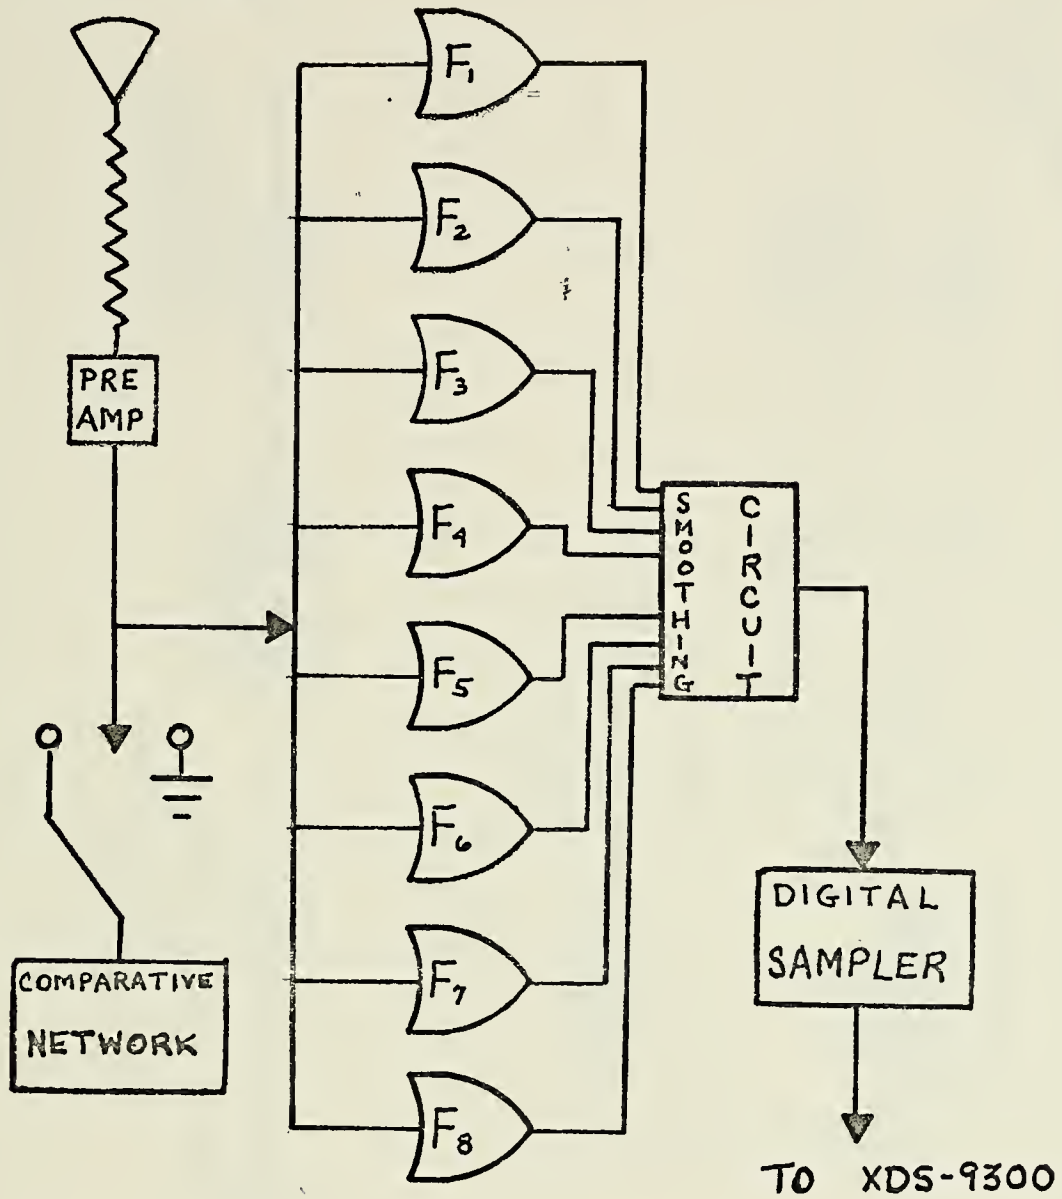 F₁
F₂
F₃
PRE
AMP
F₄
SMOOTHING
CIRCUIT
F₅
F₆
F₇
F₈
DIGITAL
SAMPLER
COMPARATIVE
NETWORK
TO XDS-9300